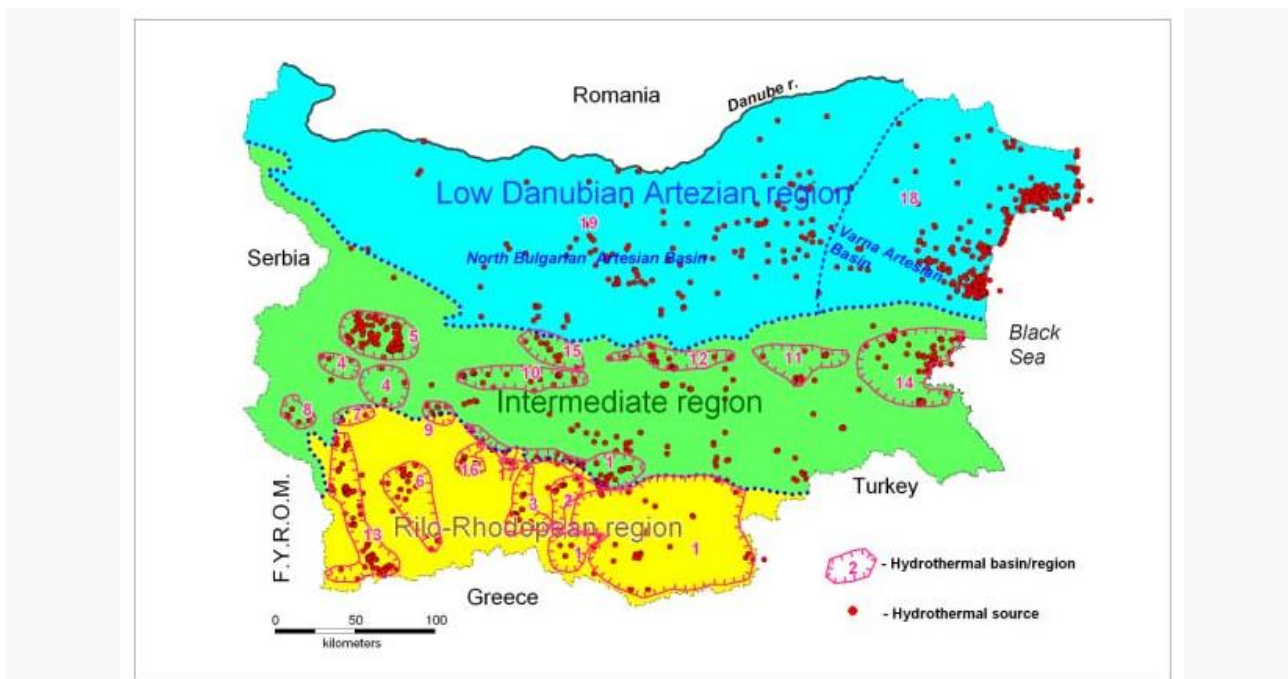 Romania
Danube r.
Low Danubian Artezian region
18
19
North Bulgarian Artesian Basin
Varna Artesian
Basin
Serbia
Black
Sea
5
15
12
11
4
10
4
14
Intermediate region
8
7
9
16
17
1
6
2
3
Turkey
F.Y.R.O.M.
13
Rilo-Rhodopean region
1
1
Greece
2
- Hydrothermal basin/region
- Hydrothermal source
0 50 100
kilometers